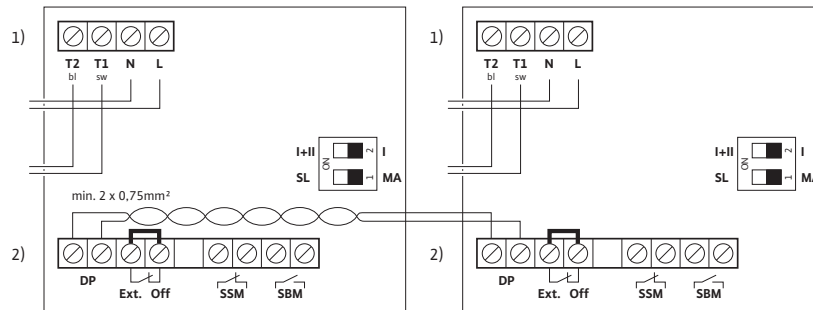 1)
T2 T1 N L
bl sw
I+II ON 2 I
SL 1 MA
min. 2 x 0,75mm²
2)
DP
Ext. Off SSM SBM
1)
T2 T1 N L
bl sw
I+II ON 2 I
SL 1
2)
DP
Ext. Off SSM SBM